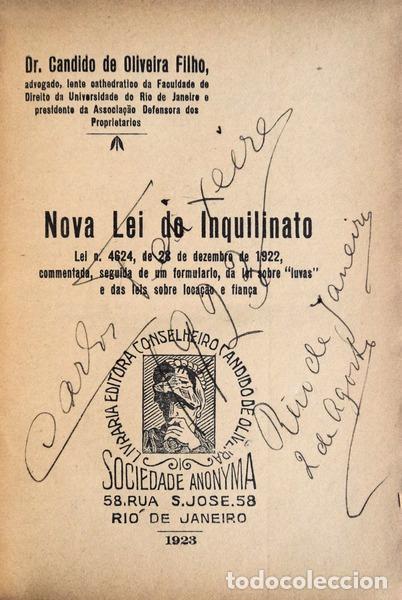 Dr. Candido de Oliveira Filho,
advogado, lente cathedratico da Faculdade de
Direito da Universidade do Rio de Janeiro e
presidente da Associação Defensora dos
Proprietarios
Nova Lei do Inquilinato
Lei n. 4624, de 28 de dezembro de 1922,
commentada, seguida de um formulario, da lei sobre "luvas"
e das leis sobre locação e fiança
Carlos
Rio de Janeiro
2 de Agosto
LIVRARIA EDITORA CONSELHEIRO CANDIDO DE OLIVEIRA
SOCIEDADE ANONYMA
58, RUA S. JOSE, 58
RIO DE JANEIRO
1923
todocoleccion.net